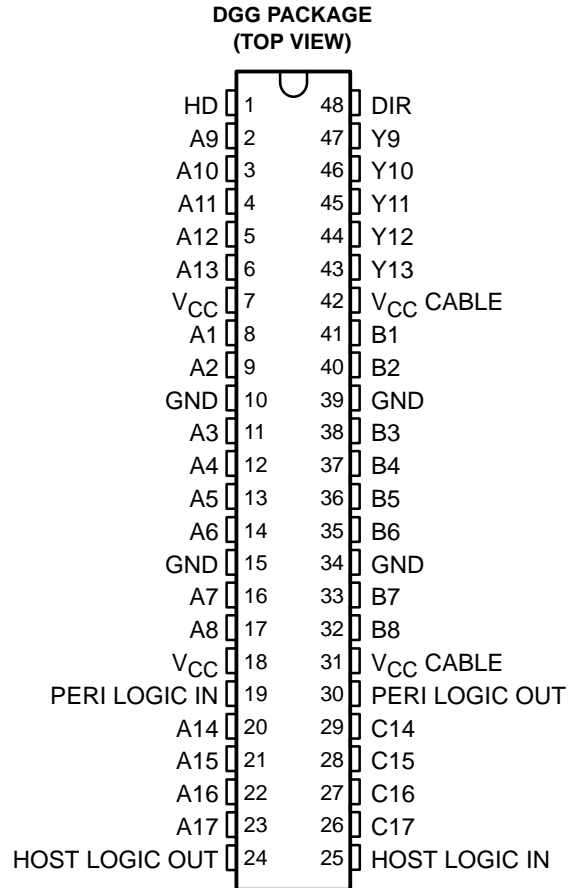 DGG PACKAGE
(TOP VIEW)
HD 1 48 DIR
A9 2 47 Y9
A10 3 46 Y10
A11 4 45 Y11
A12 5 44 Y12
A13 6 43 Y13
VCC 7 42 VCC CABLE
A1 8 41 B1
A2 9 40 B2
GND 10 39 GND
A3 11 38 B3
A4 12 37 B4
A5 13 36 B5
A6 14 35 B6
GND 15 34 GND
A7 16 33 B7
A8 17 32 B8
VCC 18 31 VCC CABLE
PERI LOGIC IN 19 30 PERI LOGIC OUT
A14 20 29 C14
A15 21 28 C15
A16 22 27 C16
A17 23 26 C17
HOST LOGIC OUT 24 25 HOST LOGIC IN